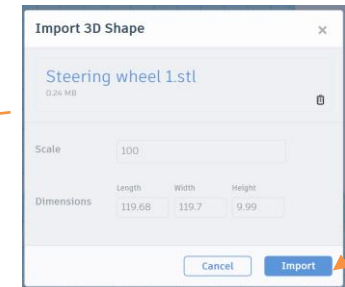 Import 3D Shape ×
Steering wheel 1.stl
0.24 MB
Scale 100
Length Width Height
Dimensions 119.68 119.7 9.99
Cancel Import